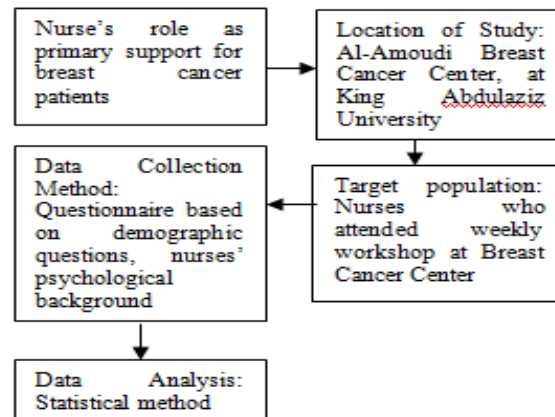 Nurse's role as
primary support for
breast cancer
patients
Location of Study:
Al-Amoudi Breast
Cancer Center, at
King Abdulaziz
University
Target population:
Nurses who
attended weekly
workshop at Breast
Cancer Center
Data Collection
Method:
Questionnaire based
on demographic
questions, nurses'
psychological
background
Data Analysis:
Statistical method